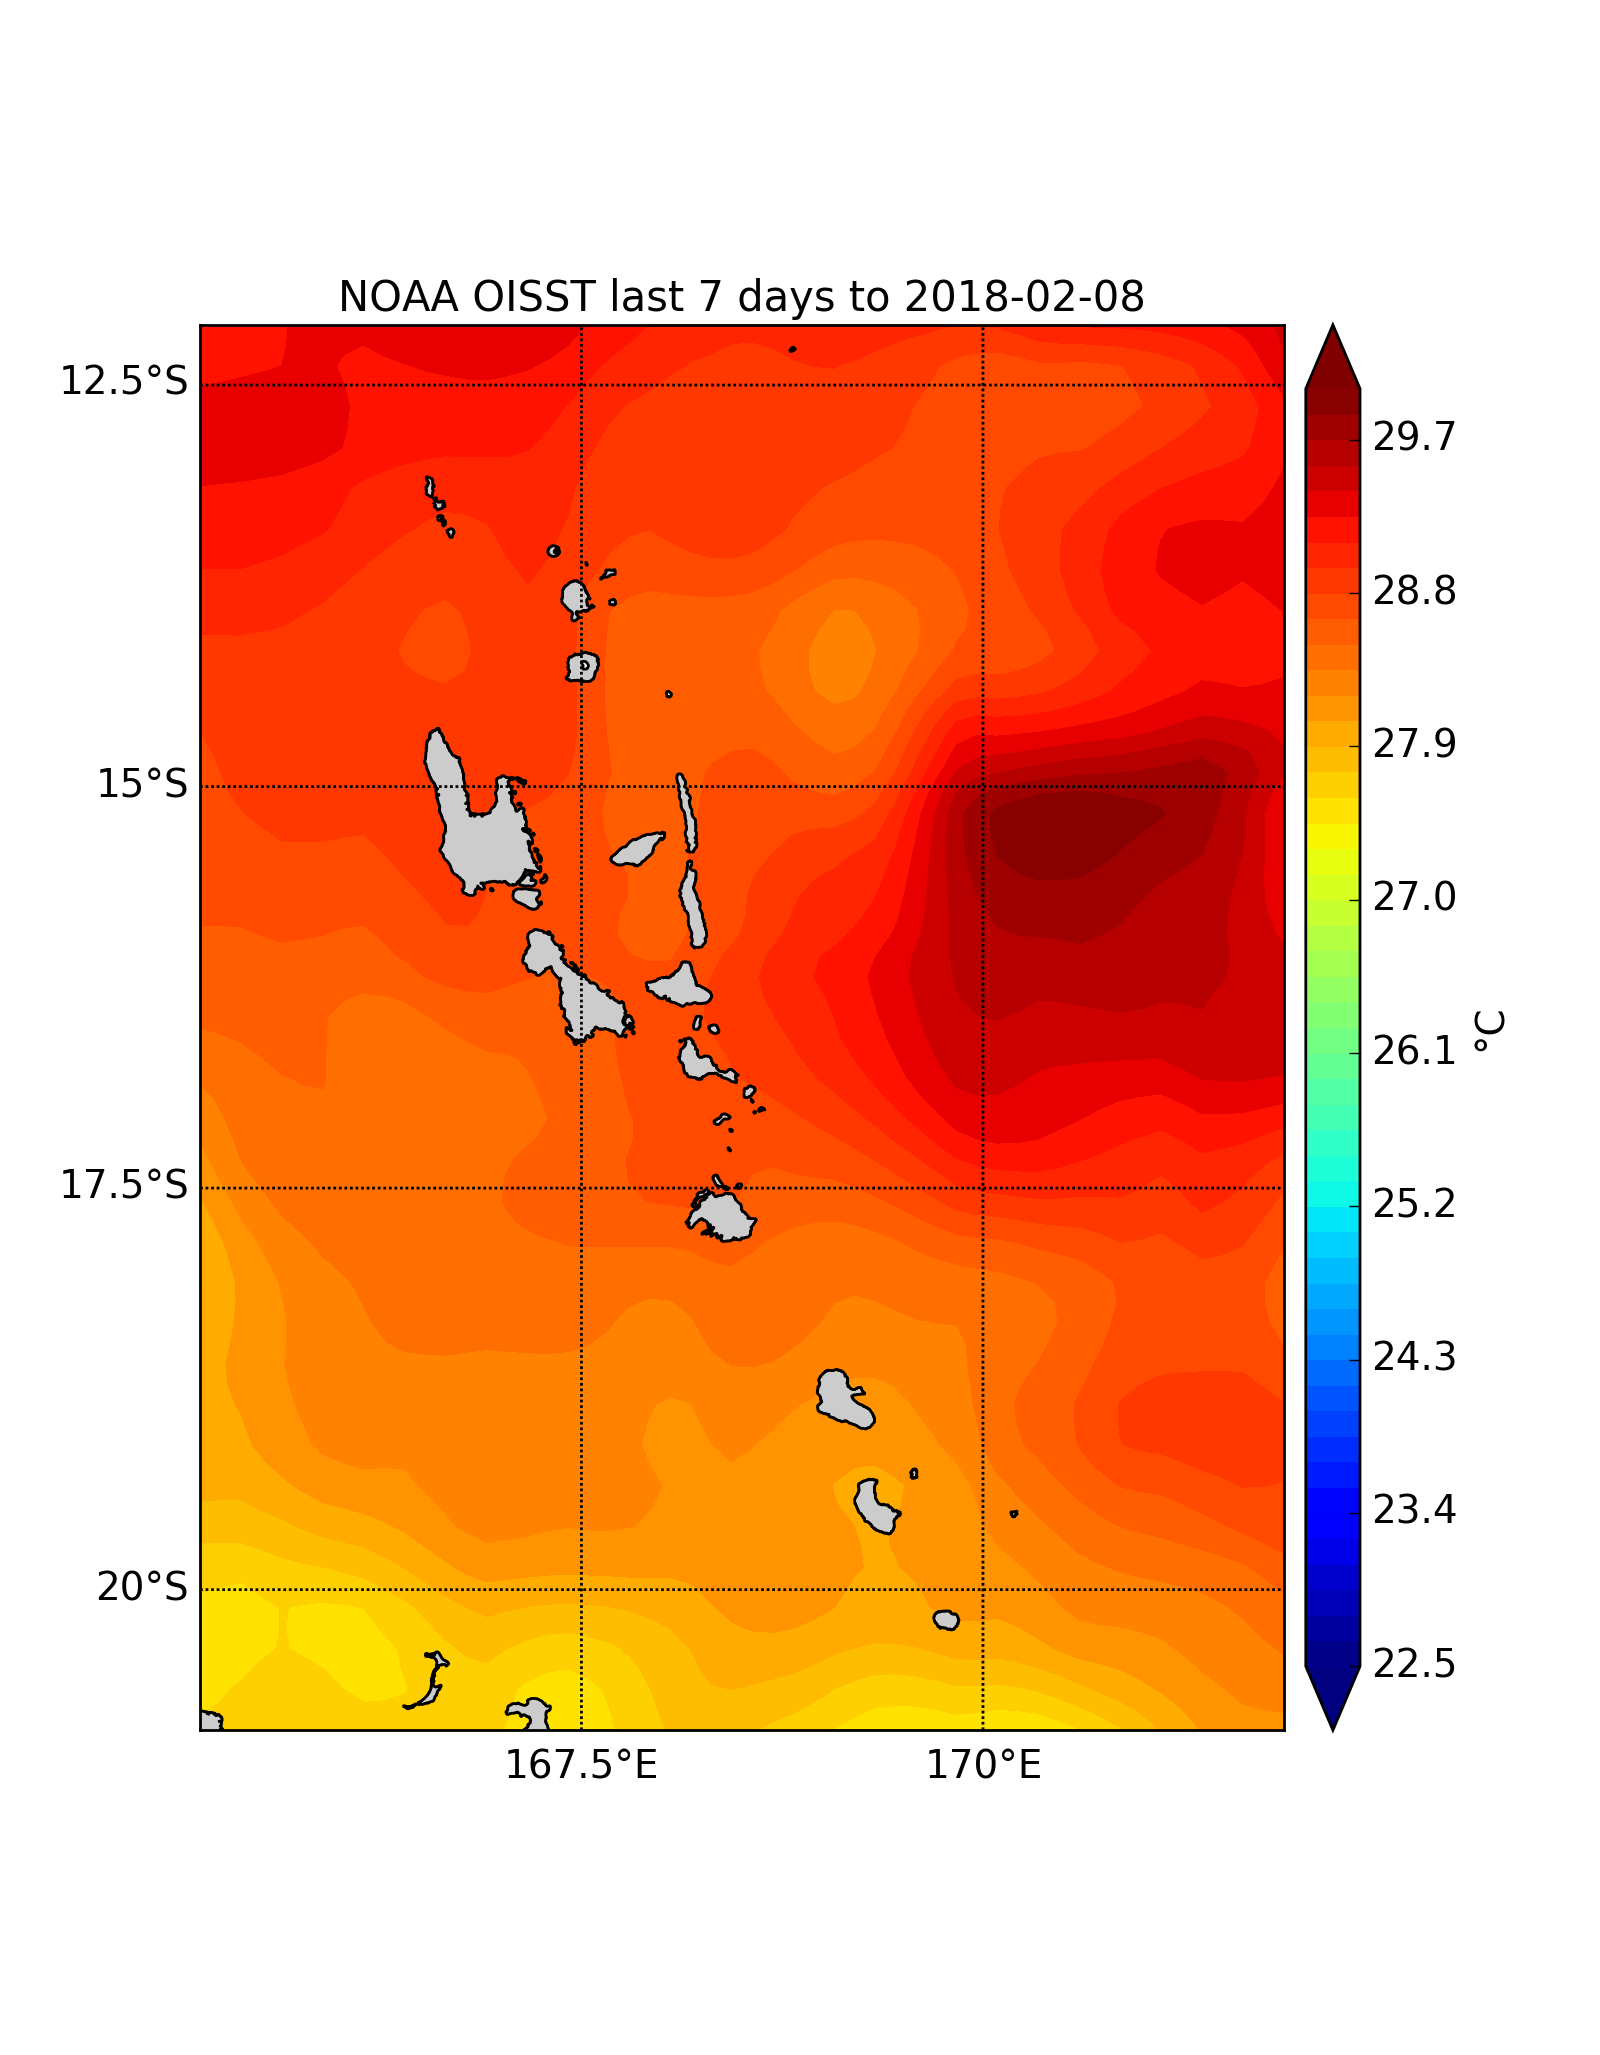 NOAA OISST last 7 days to 2018-02-08
12.5°S
15°S
17.5°S
20°S
167.5°E
170°E
29.7
28.8
27.9
27.0
26.1
25.2
24.3
23.4
22.5
°C